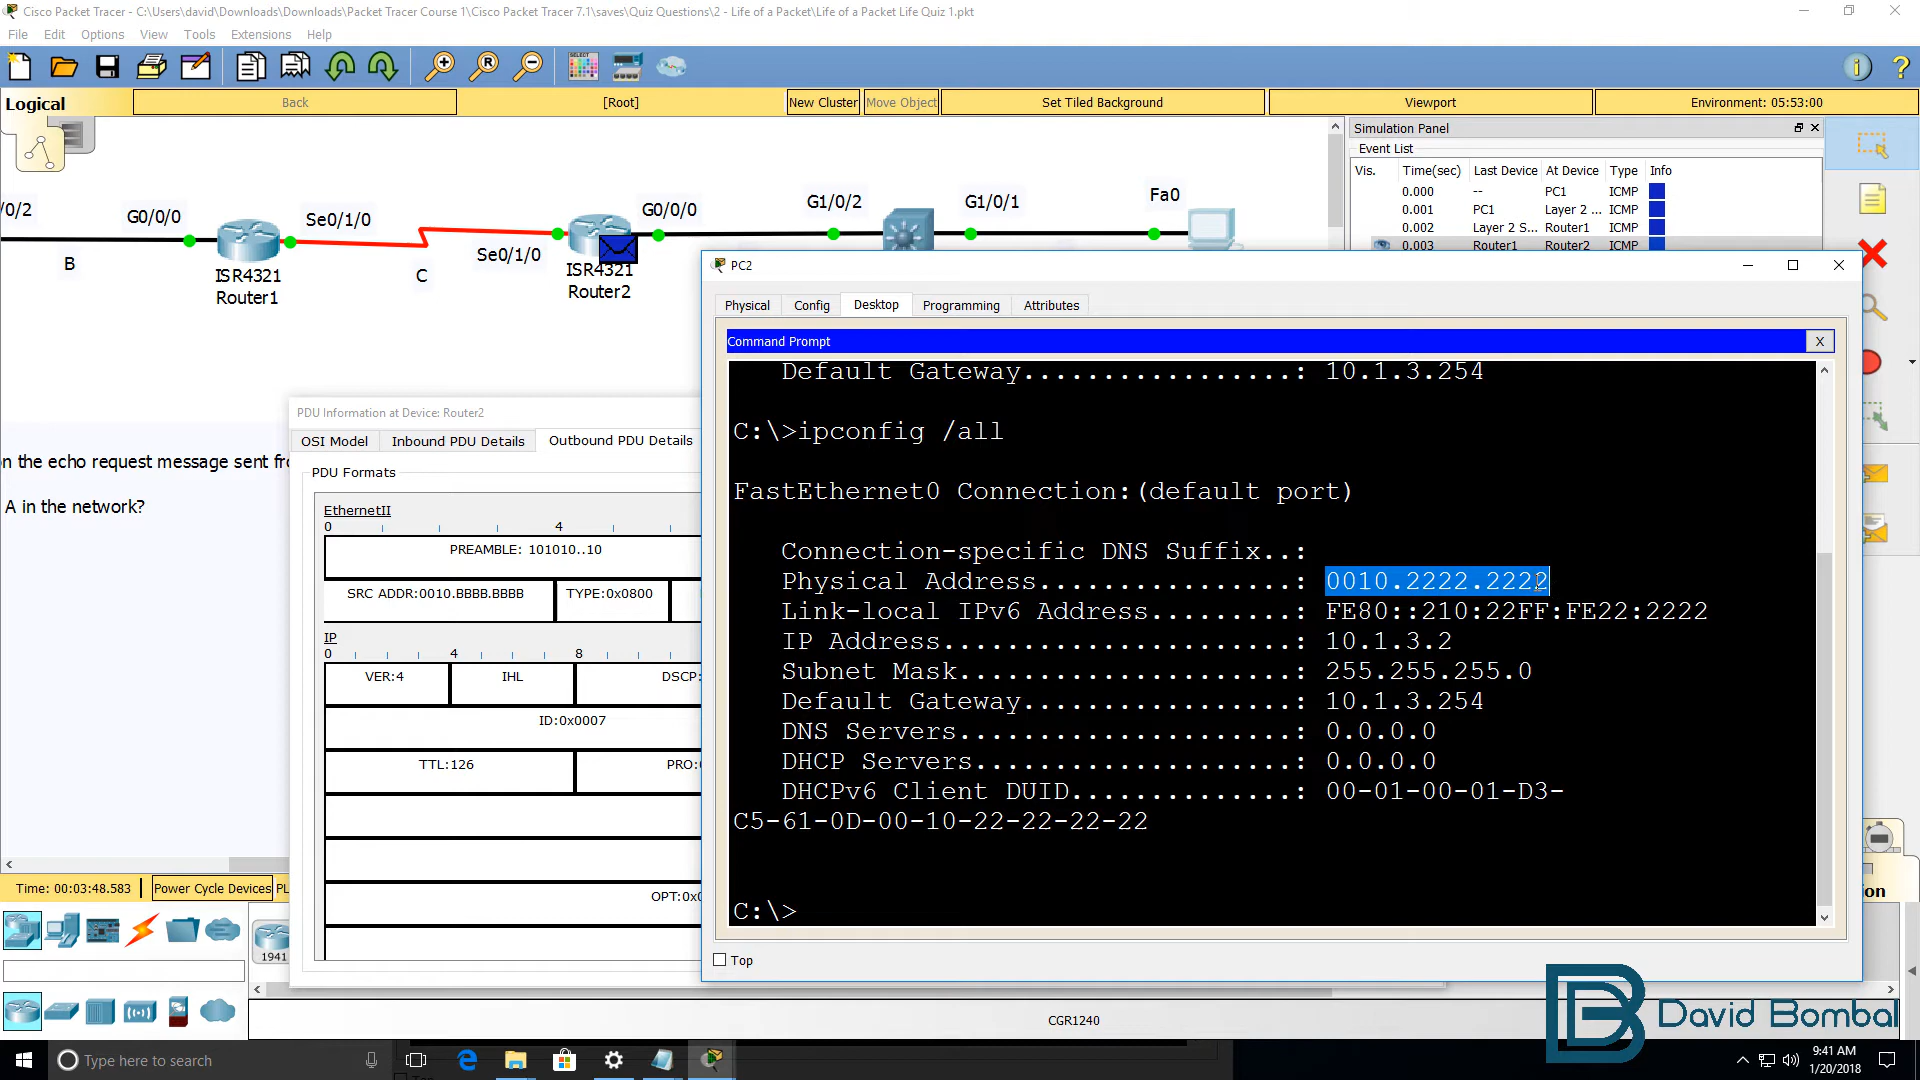 Cisco Packet Tracer - C:\Users\david\Downloads\Downloads\Packet Tracer Course 1\Cisco Packet Tracer 7.1\saves\Quiz Questions\2 - Life of a Packet\Life of a Packet Life Quiz 1.pkt
File Edit Options View Tools Extensions Help
Logical Back [Root] New Cluster Move Object Set Tiled Background Viewport Environment: 05:53:00
Simulation Panel
Event List
Vis. Time(sec) Last Device At Device Type Info
0.000 -- PC1 ICMP
0.001 PC1 Layer 2 ... ICMP
0.002 Layer 2 S... Router1 ICMP
0.003 Router1 Router2 ICMP
/0/2 G0/0/0 Se0/1/0 G0/0/0 G1/0/2 G1/0/1 Fa0
B C Se0/1/0
ISR4321
Router1
ISR4321
Router2
on the echo request message sent fr
A in the network?
PDU Information at Device: Router2
OSI Model Inbound PDU Details Outbound PDU Details
PDU Formats
EthernetII
0 4
PREAMBLE: 101010..10
SRC ADDR:0010.BBBB.BBBB TYPE:0x0800
IP
0 4 8
VER:4 IHL DSCP:
ID:0x0007
TTL:126 PRO:
OPT:0x
PC2
Physical Config Desktop Programming Attributes
Command Prompt X
Default Gateway.................: 10.1.3.254
C:\>ipconfig /all
FastEthernet0 Connection:(default port)
Connection-specific DNS Suffix..:
Physical Address................: 0010.2222.2222
Link-local IPv6 Address.........: FE80::210:22FF:FE22:2222
IP Address......................: 10.1.3.2
Subnet Mask.....................: 255.255.255.0
Default Gateway.................: 10.1.3.254
DNS Servers.....................: 0.0.0.0
DHCP Servers....................: 0.0.0.0
DHCPv6 Client DUID..............: 00-01-00-01-D3-
C5-61-0D-00-10-22-22-22-22
C:\>
Top
Time: 00:03:48.583 Power Cycle Devices PL
ion
1941
CGR1240
David Bombal
Type here to search
9:41 AM
1/20/2018